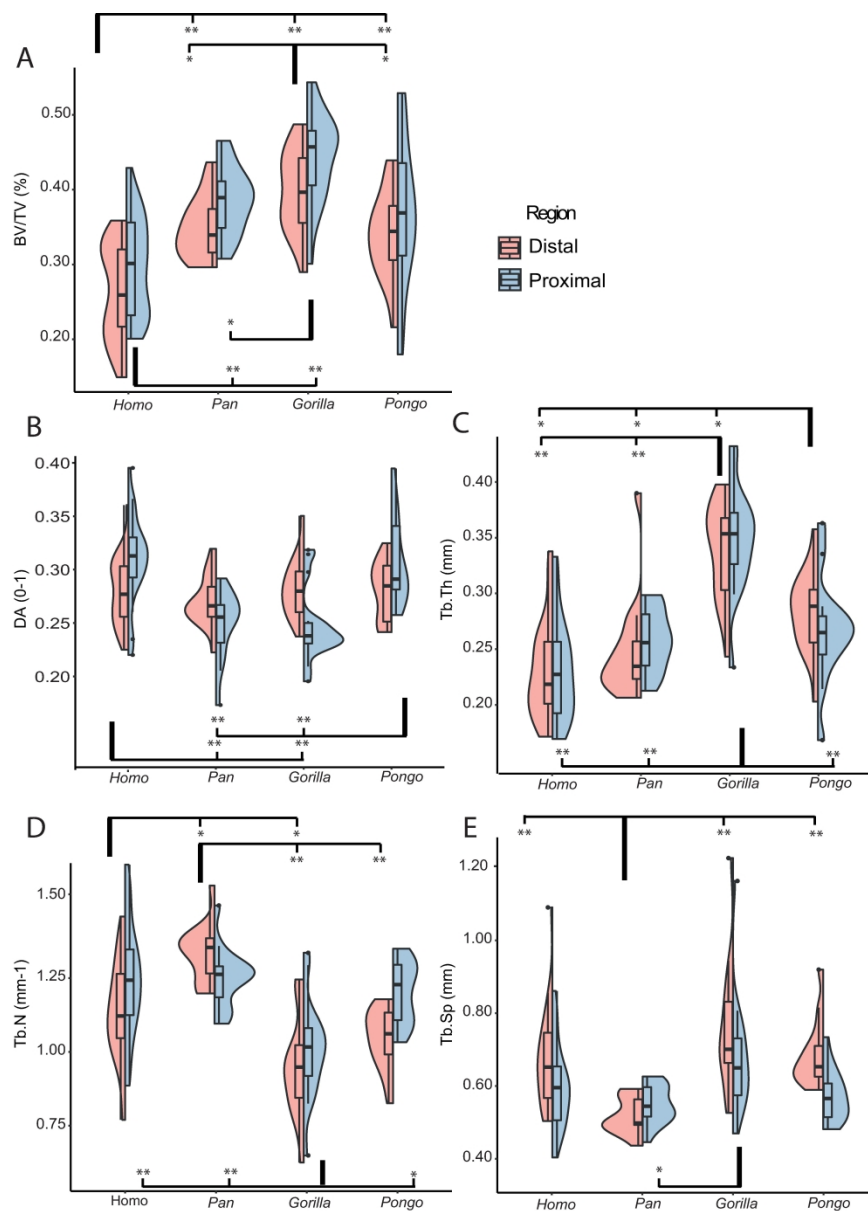 ** ** **
A
* *
0.50
0.40
0.30
0.20
BV/TV (%)
*
** **
Homo Pan Gorilla Pongo
Region
Distal
Proximal
B
0.40
0.35
0.30
0.25
0.20
DA (0-1)
** **
** **
Homo Pan Gorilla Pongo
* * *
C
** **
0.40
0.35
0.30
0.25
0.20
Tb.Th (mm)
** ** **
Homo Pan Gorilla Pongo
D
* *
** **
1.50
1.25
1.00
0.75
Tb.N (mm-1)
** ** *
Homo Pan Gorilla Pongo
E
** ** **
1.20
1.00
0.80
0.60
0.40
Tb.Sp (mm)
*
Homo Pan Gorilla Pongo